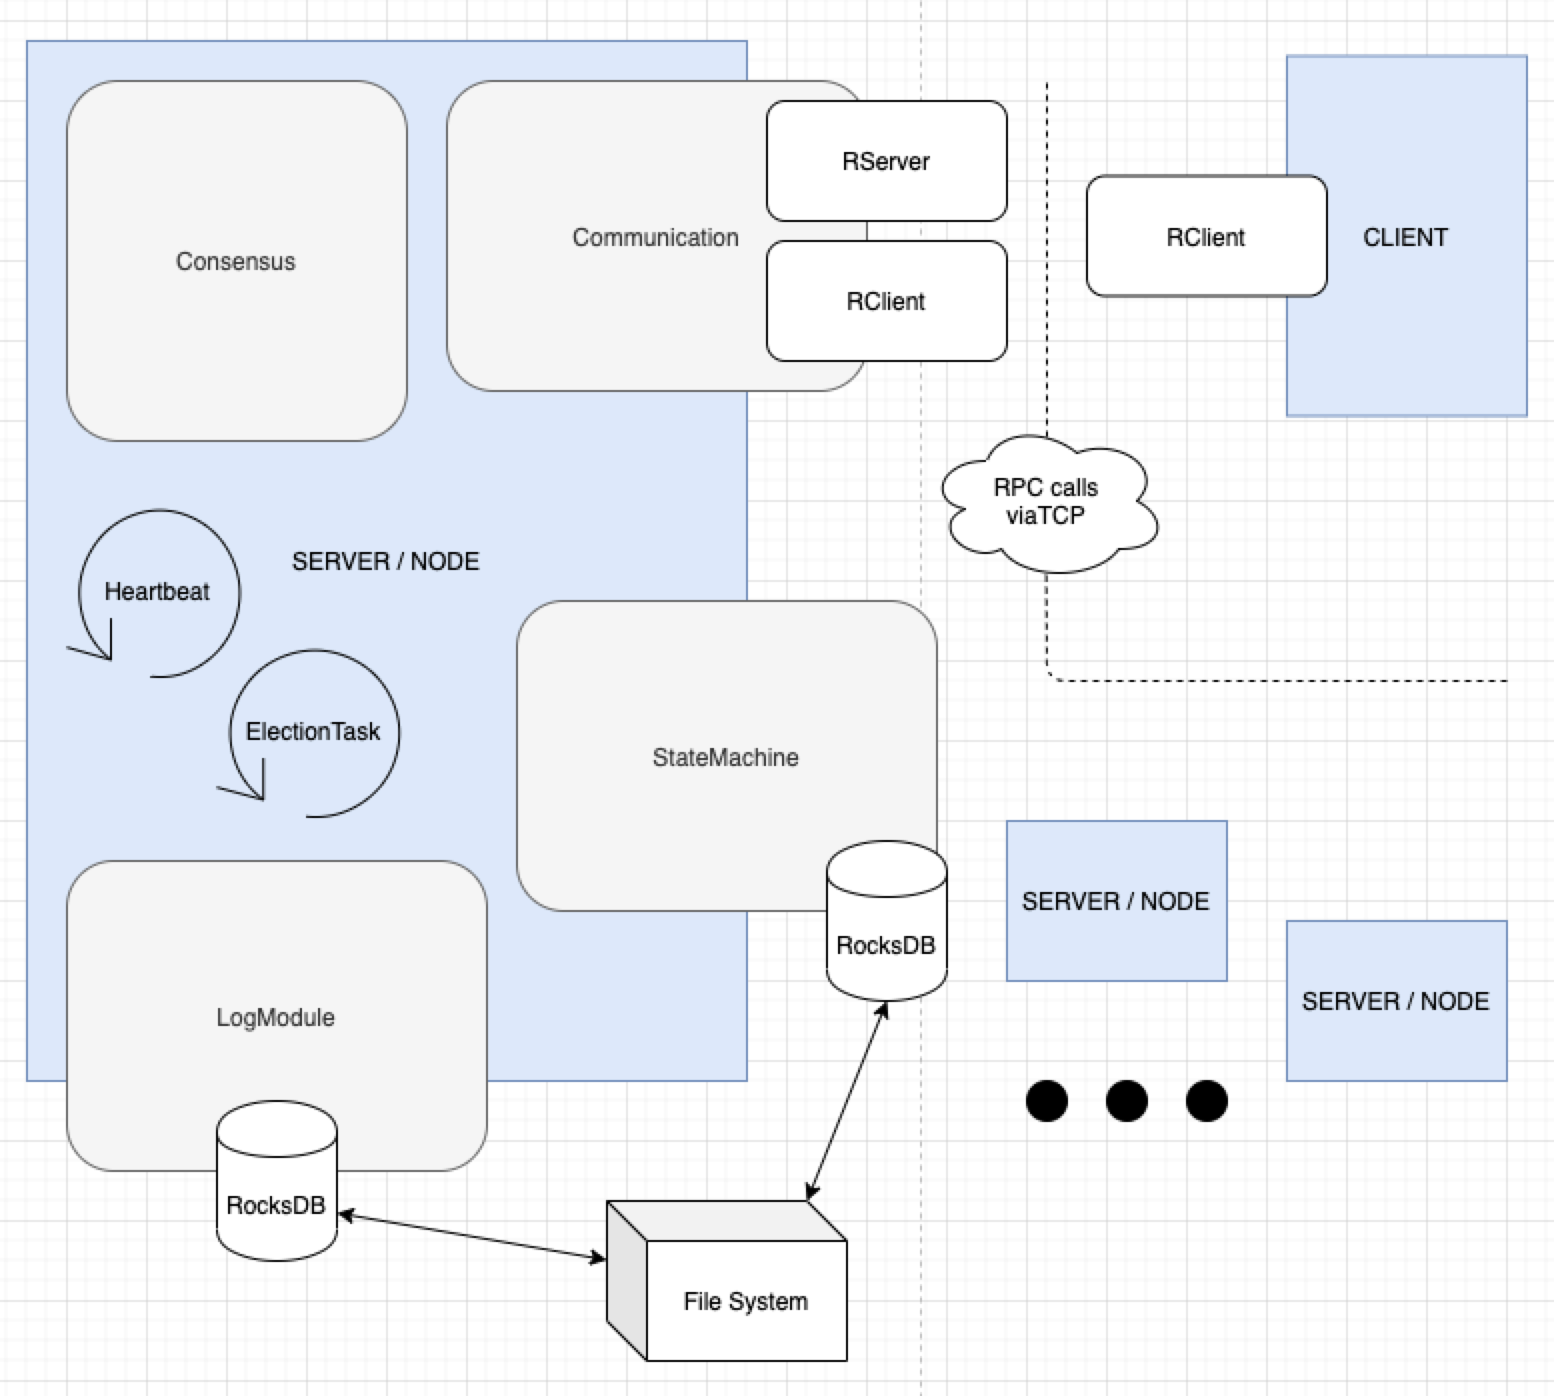 Consensus
Communication
RServer
RClient
RClient
CLIENT
RPC calls
viaTCP
SERVER / NODE
Heartbeat
ElectionTask
StateMachine
RocksDB
SERVER / NODE
SERVER / NODE
LogModule
RocksDB
File System